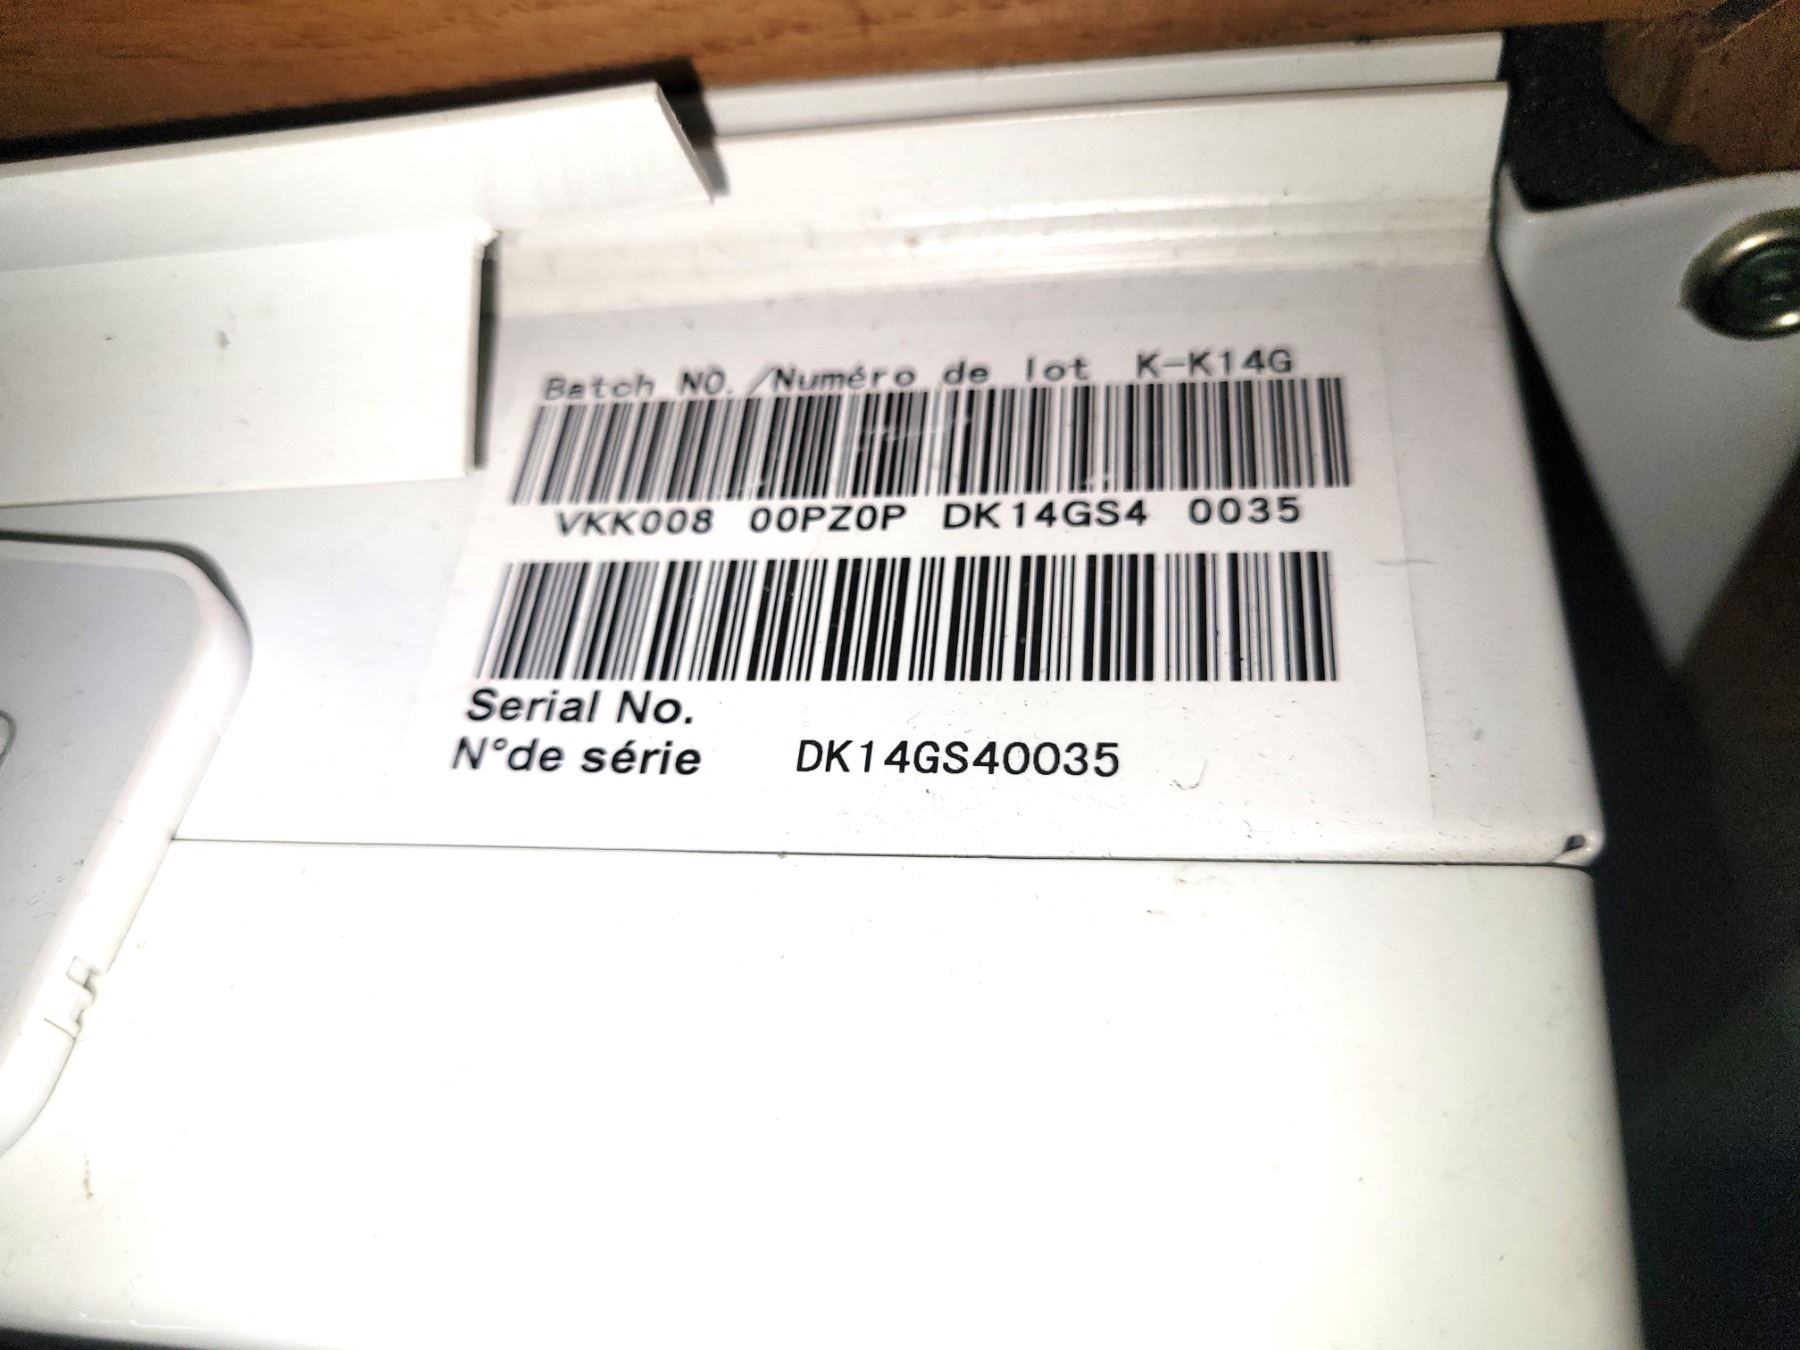 Batch NO./Numéro de lot K-K14G
VKK008 00PZ0P DK14GS4 0035
Serial No.
N°de série DK14GS40035